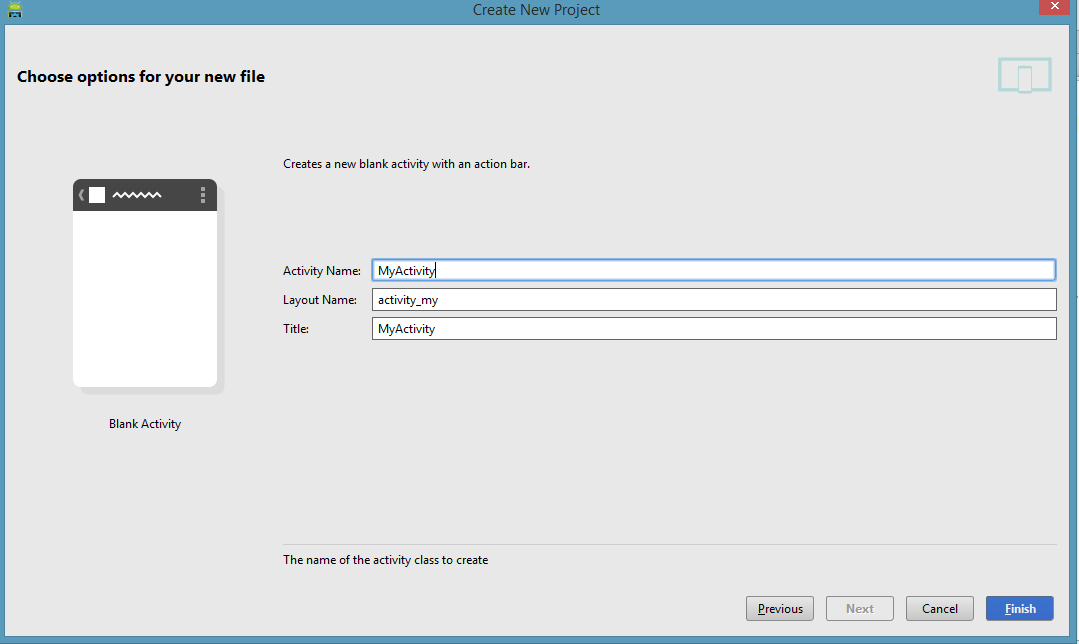 Create New Project
Choose options for your new file
Creates a new blank activity with an action bar.
Activity Name: MyActivity
Layout Name: activity_my
Title: MyActivity
Blank Activity
The name of the activity class to create
Previous Next Cancel Finish